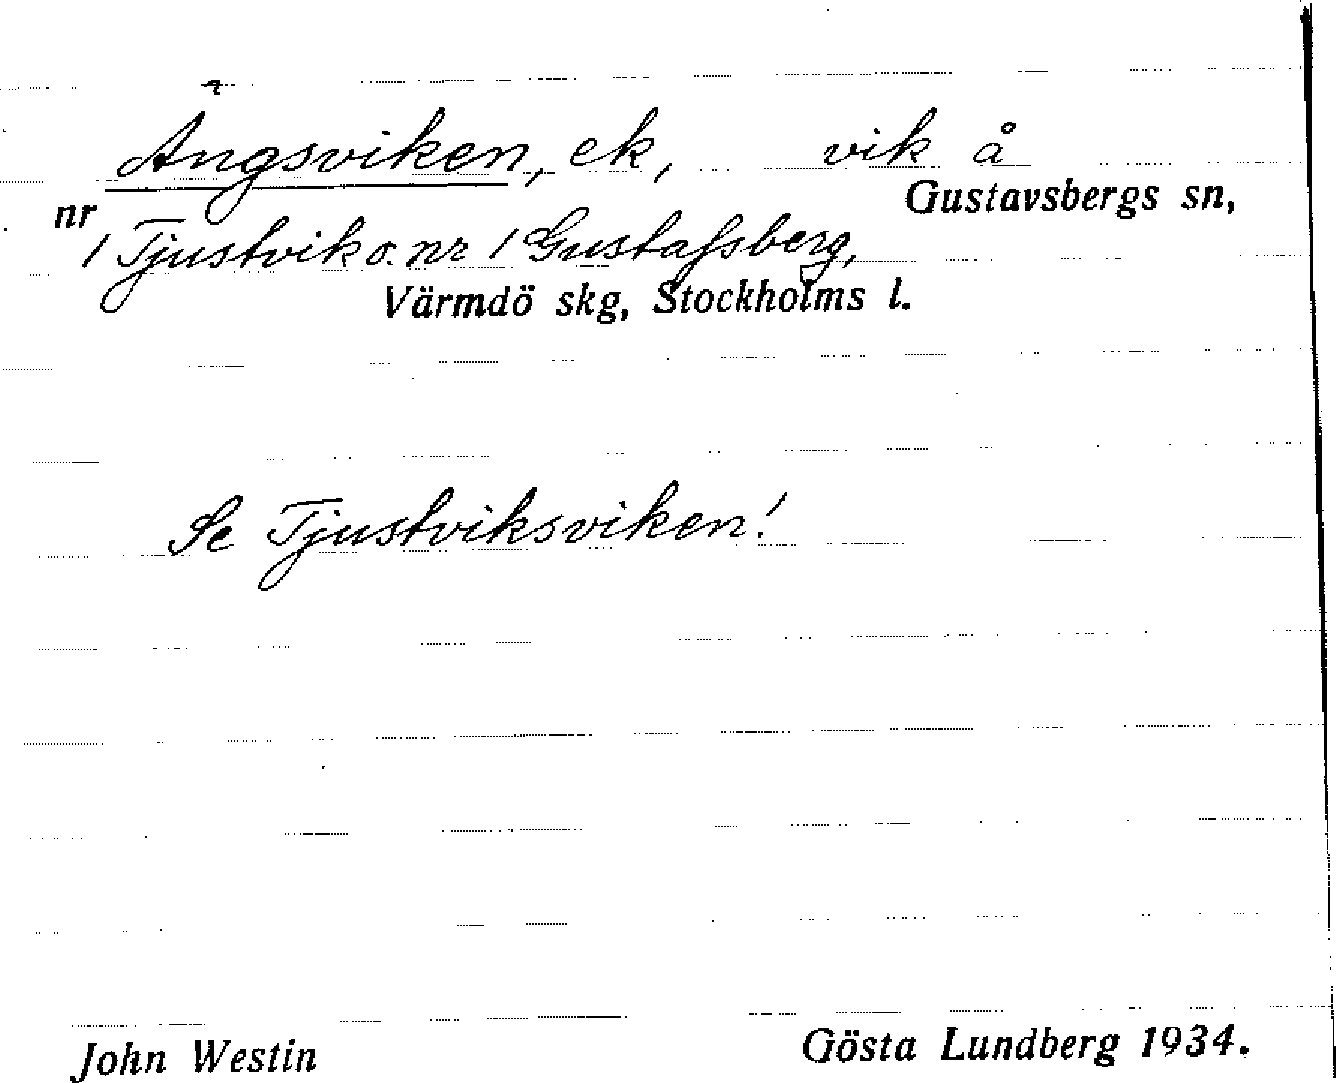 Ängsviken, ek, vik å
Gustavsbergs sn,
nr
1 Tjustvik o. nr 1 Gustafsberg,
Värmdö skg, Stockholms l.
Se Tjustviksviken!
John Westin Gösta Lundberg 1934.